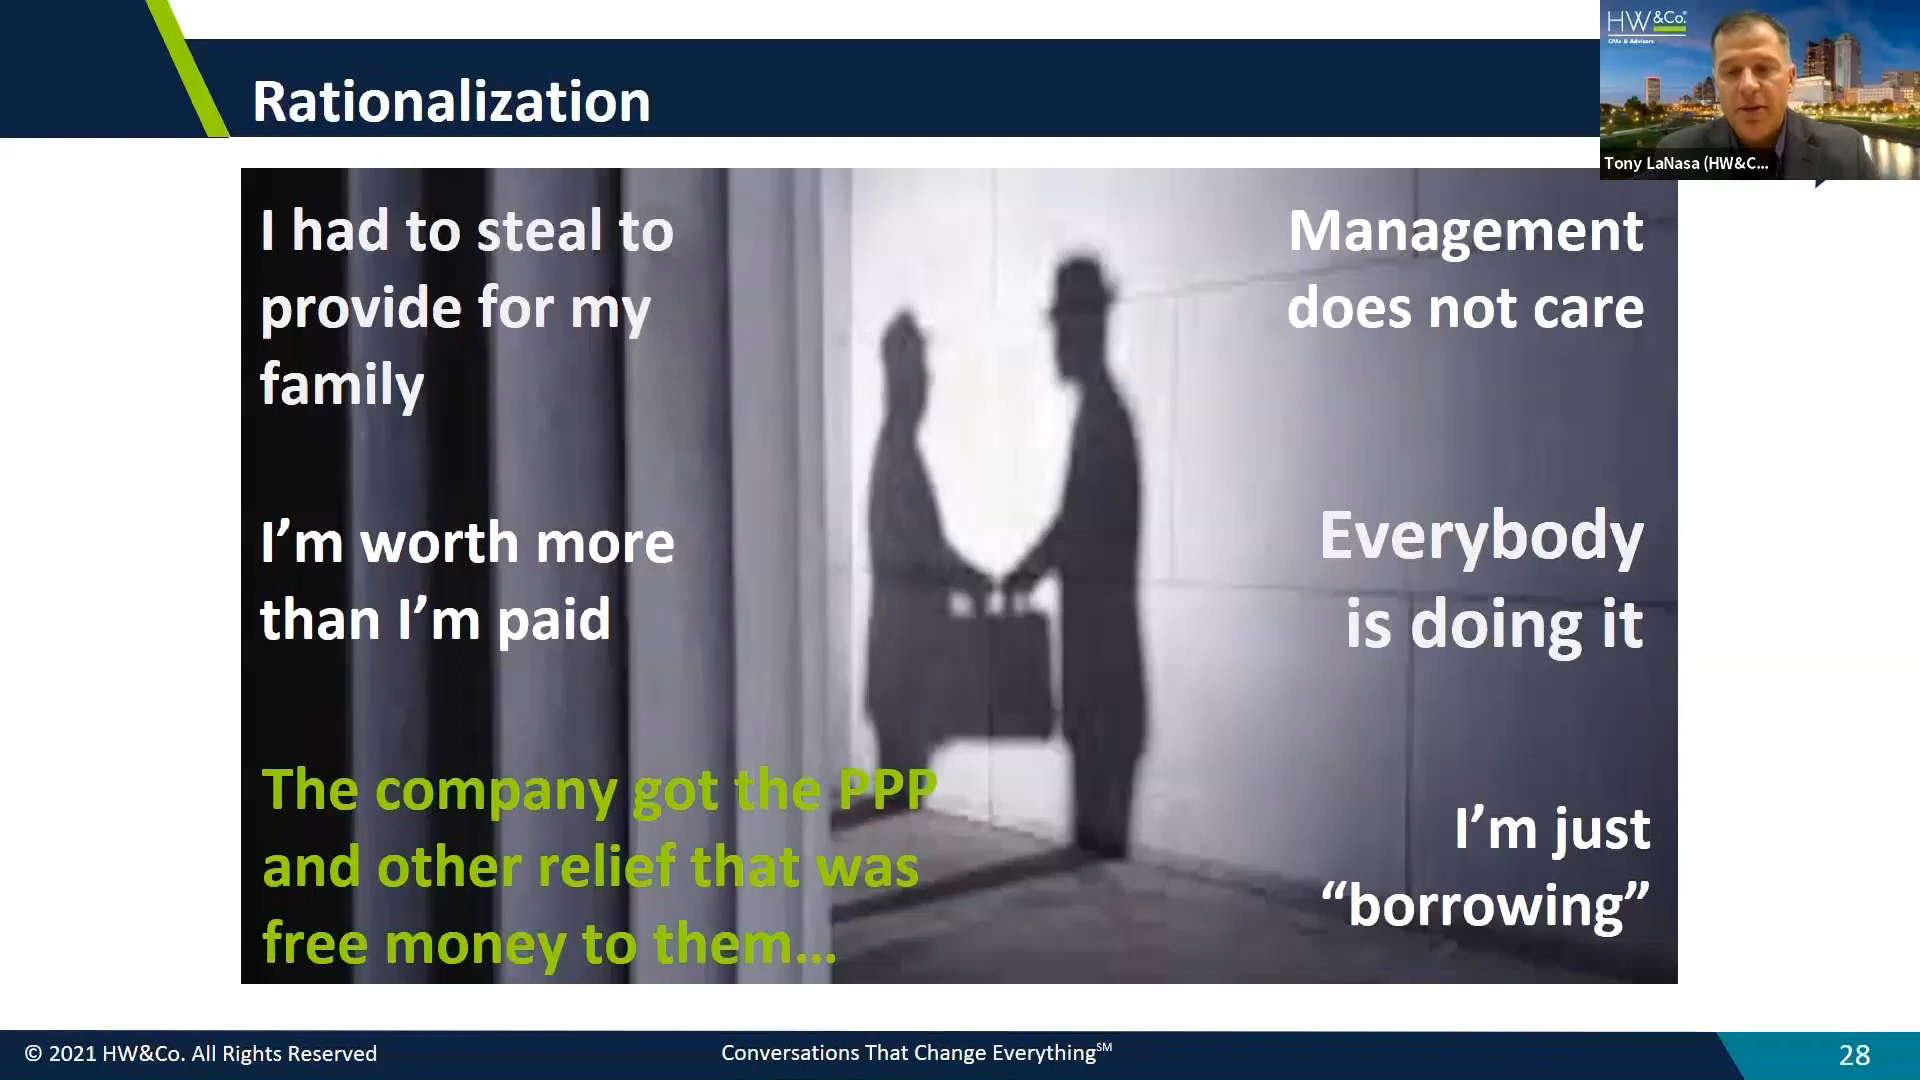 Rationalization
HW&Co.
CPAs & Advisors
Tony LaNasa (HW&C...
I had to steal to
provide for my
family
Management
does not care
I’m worth more
than I’m paid
Everybody
is doing it
The company got the PPP
and other relief that was
free money to them...
I’m just
“borrowing”
© 2021 HW&Co. All Rights Reserved
Conversations That Change Everything℠
28